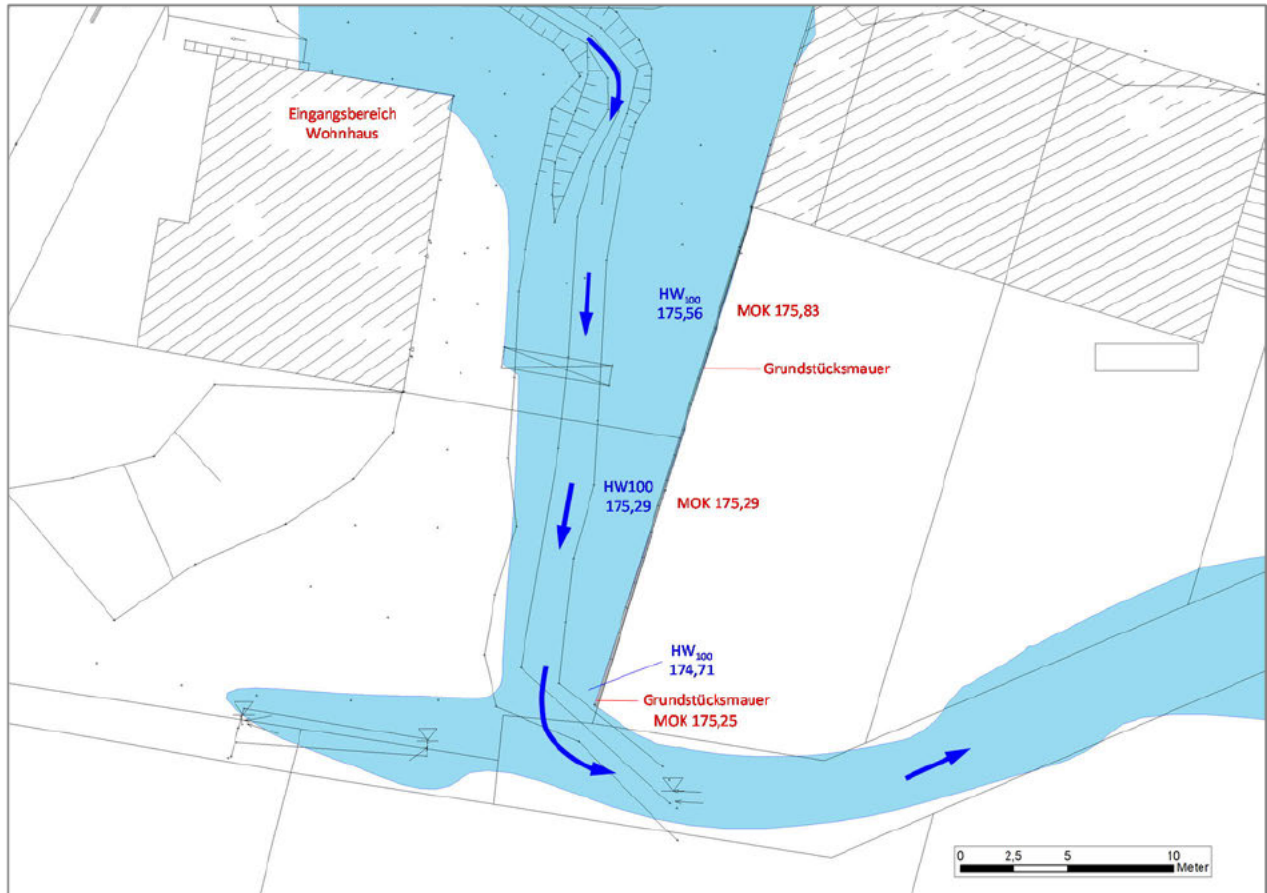 Eingangsbereich
Wohnhaus
HW₁₀₀
175,56
MOK 175,83
Grundstücksmauer
HW100
175,29
MOK 175,29
HW₁₀₀
174,71
Grundstücksmauer
MOK 175,25
0 2,5 5 10
Meter